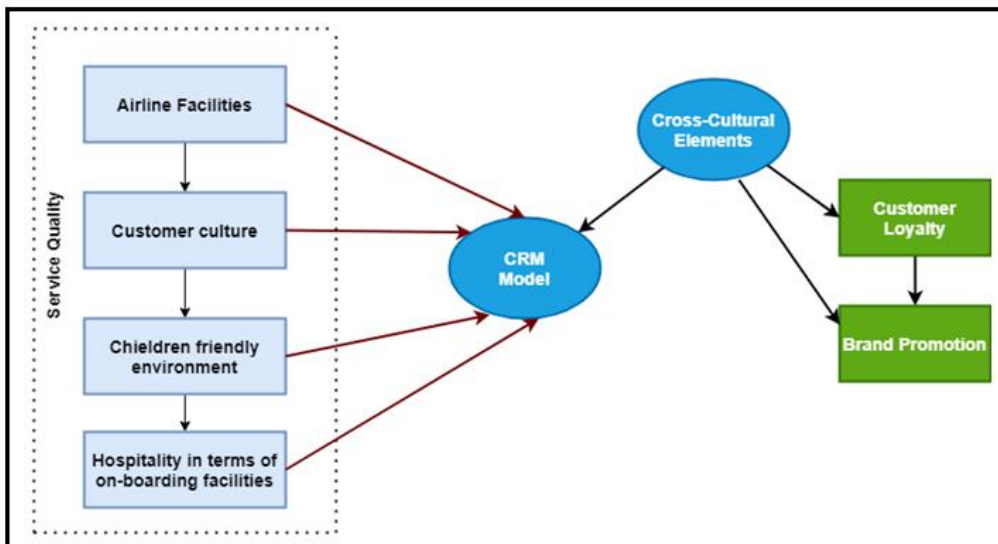 Service Quality
Airline Facilities
Customer culture
Chieldren friendly
environment
Hospitality in terms of
on-boarding facilities
CRM
Model
Cross-Cultural
Elements
Customer
Loyalty
Brand Promotion